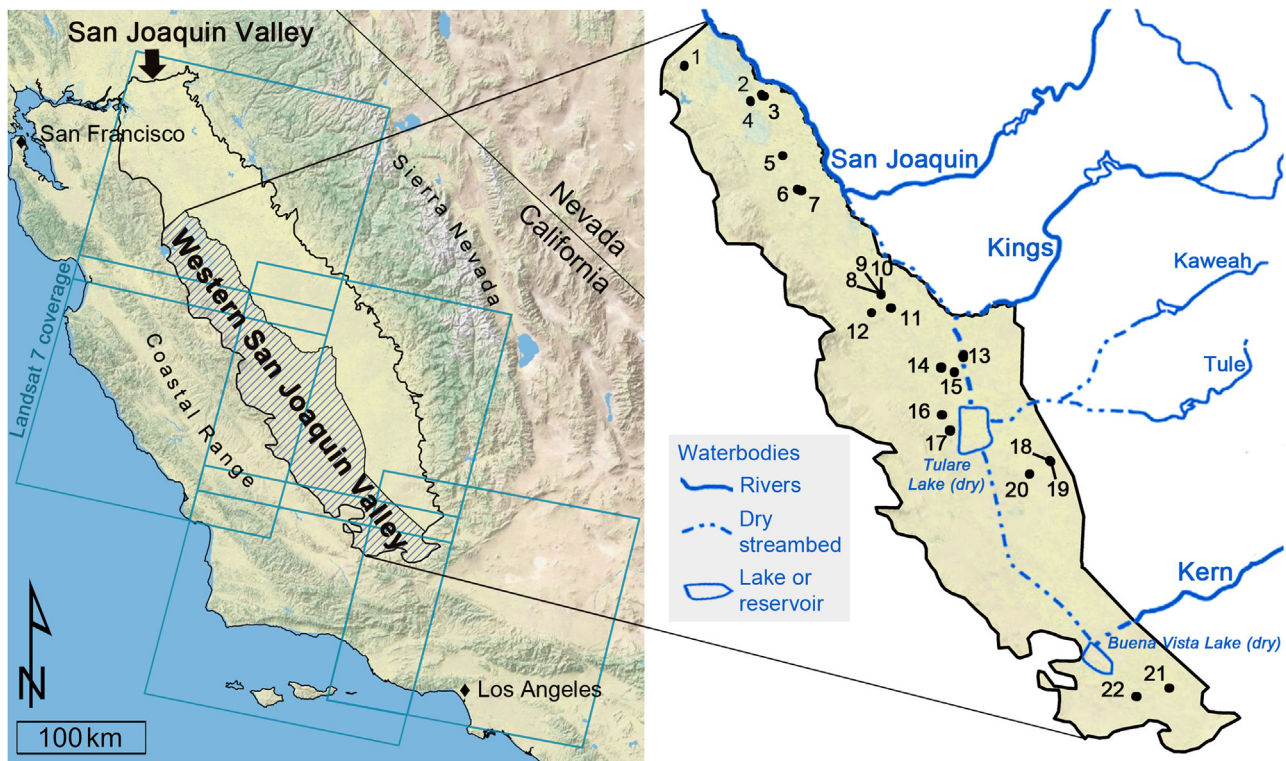 San Joaquin Valley
San Francisco
Sierra Nevada
Nevada
California
Western San Joaquin Valley
Landsat 7 coverage
Coastal Range
Los Angeles
N
100 km
1
2
3
4
5
6
7
San Joaquin
Kings
Kaweah
Tule
8
9
10
11
12
13
14
15
16
17
Tulare
Lake (dry)
18
19
20
Kern
Buena Vista Lake (dry)
21
22
Waterbodies
Rivers
Dry
streambed
Lake or
reservoir